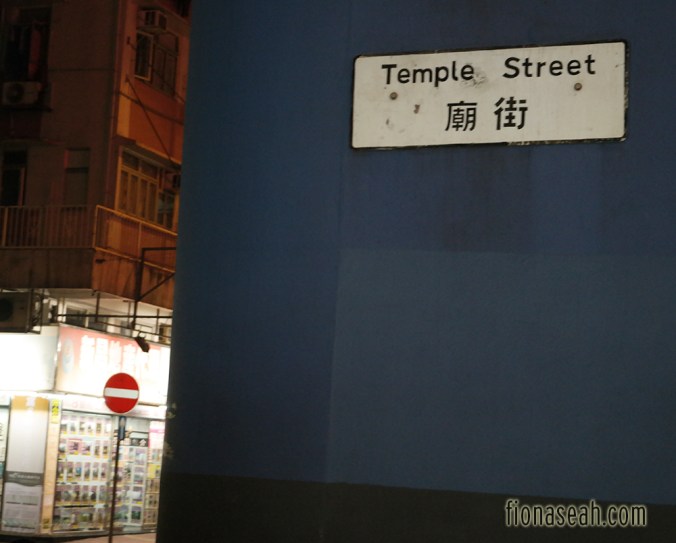 Temple Street
廟街
fionaseah.com